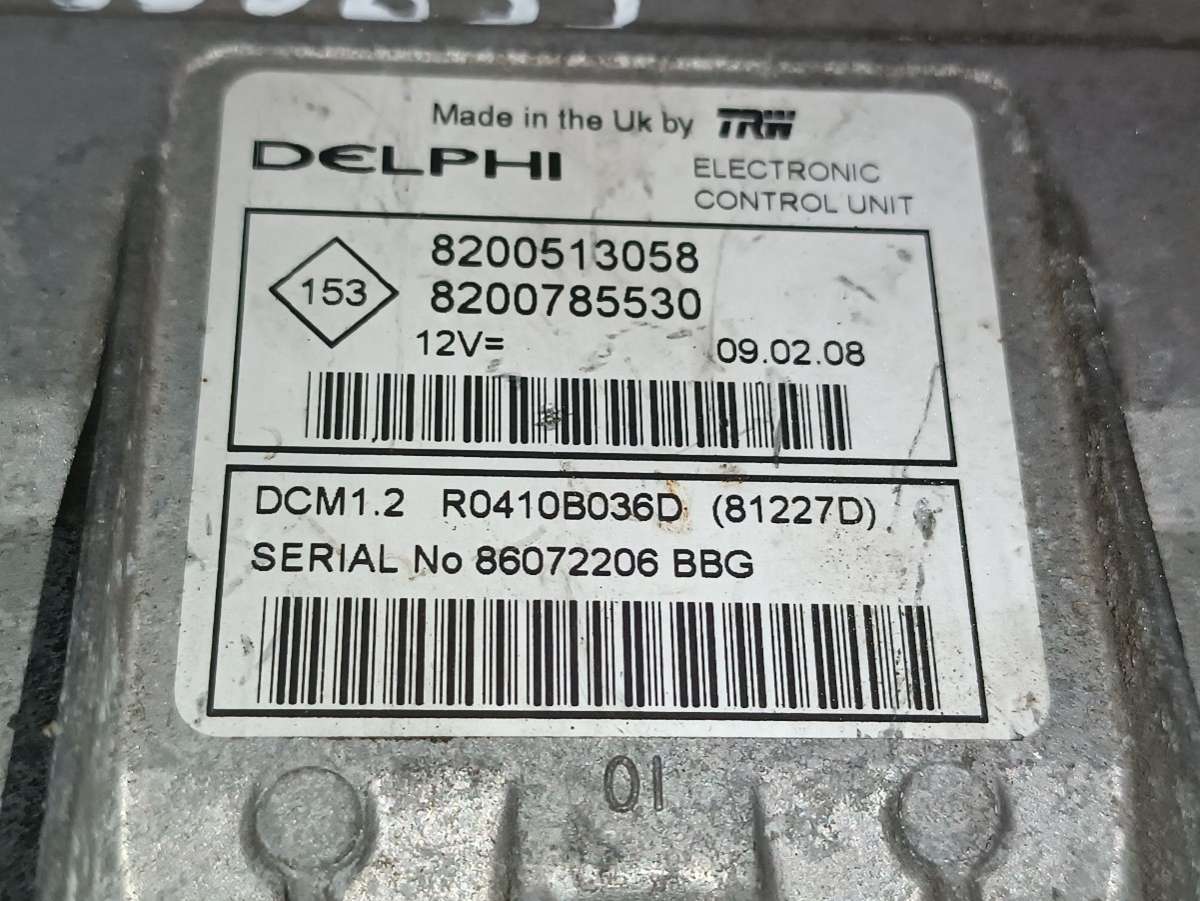 Made in the Uk by TRW
DELPHI
ELECTRONIC
CONTROL UNIT
153
8200513058
8200785530
12V=
09.02.08
DCM1.2 R0410B036D (81227D)
SERIAL No 86072206 BBG
01